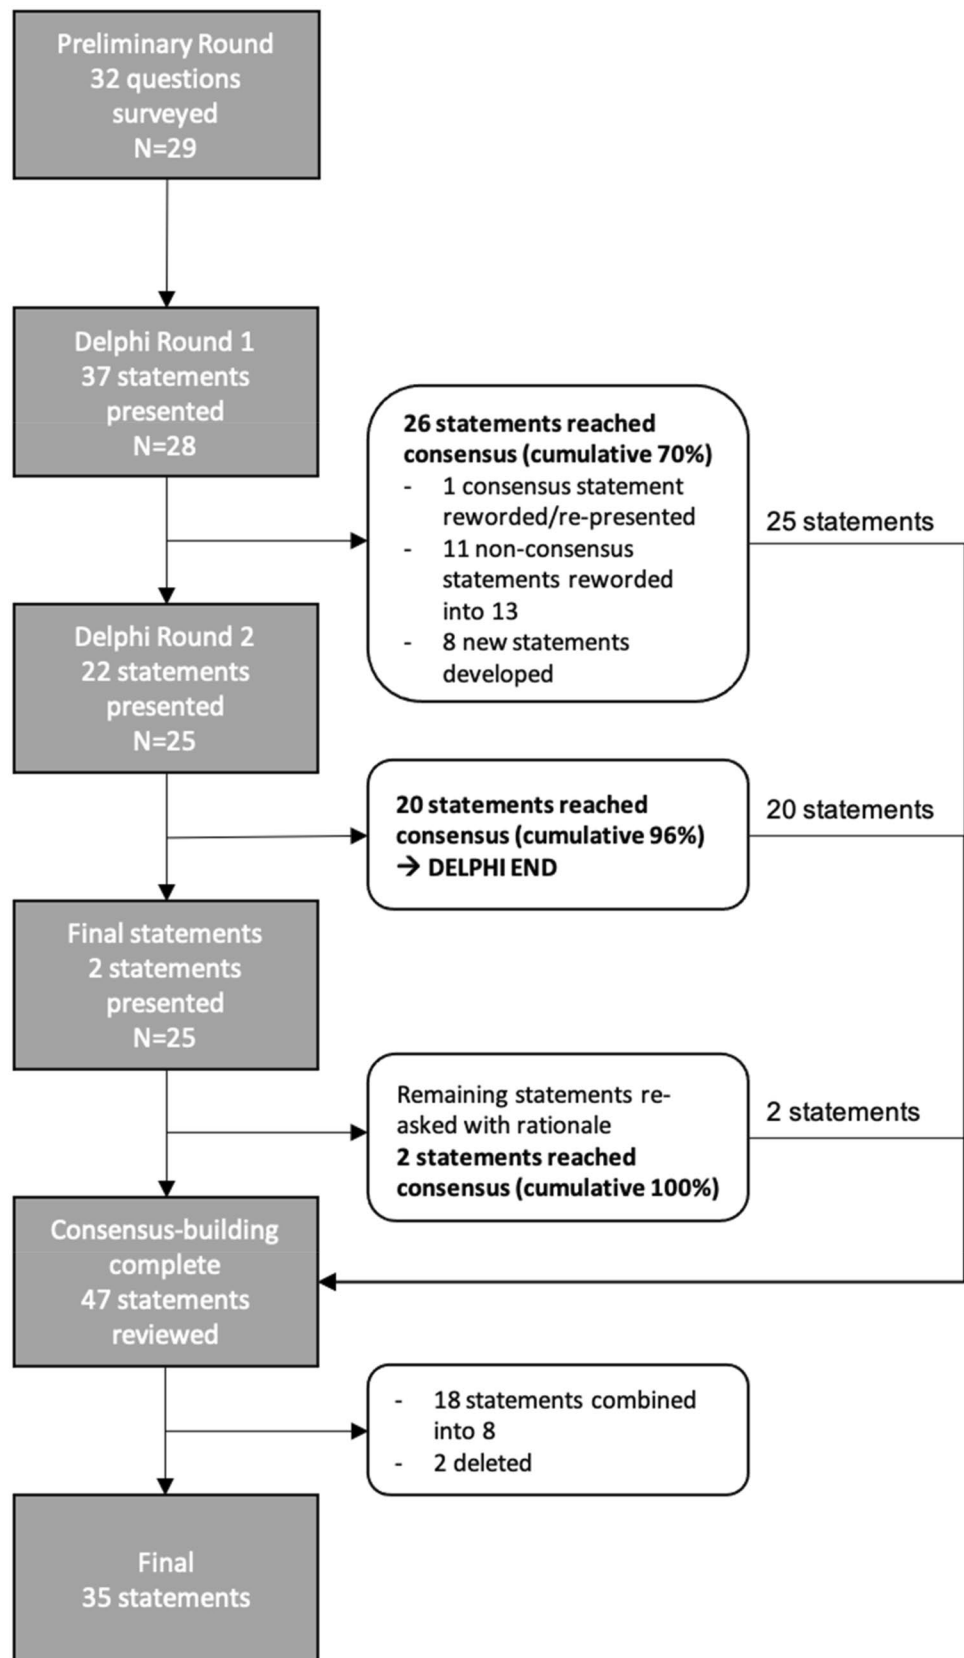 Preliminary Round
32 questions
surveyed
N=29
Delphi Round 1
37 statements
presented
N=28
26 statements reached
consensus (cumulative 70%)
- 1 consensus statement
reworded/re-presented
- 11 non-consensus
statements reworded
into 13
- 8 new statements
developed
25 statements
Delphi Round 2
22 statements
presented
N=25
20 statements reached
consensus (cumulative 96%)
→ DELPHI END
20 statements
Final statements
2 statements
presented
N=25
Remaining statements re-
asked with rationale
2 statements reached
consensus (cumulative 100%)
2 statements
Consensus-building
complete
47 statements
reviewed
- 18 statements combined
into 8
- 2 deleted
Final
35 statements